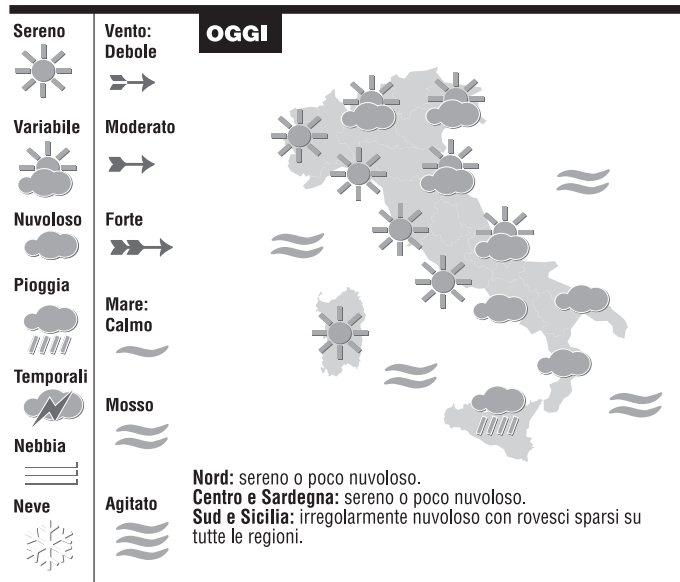 Sereno
Variabile
Nuvoloso
Pioggia
Temporali
Nebbia
Neve
Vento:
Debole
Moderato
Forte
Mare:
Calmo
Mosso
Agitato
OGGI
Nord: sereno o poco nuvoloso.
Centro e Sardegna: sereno o poco nuvoloso.
Sud e Sicilia: irregolarmente nuvoloso con rovesci sparsi su
tutte le regioni.